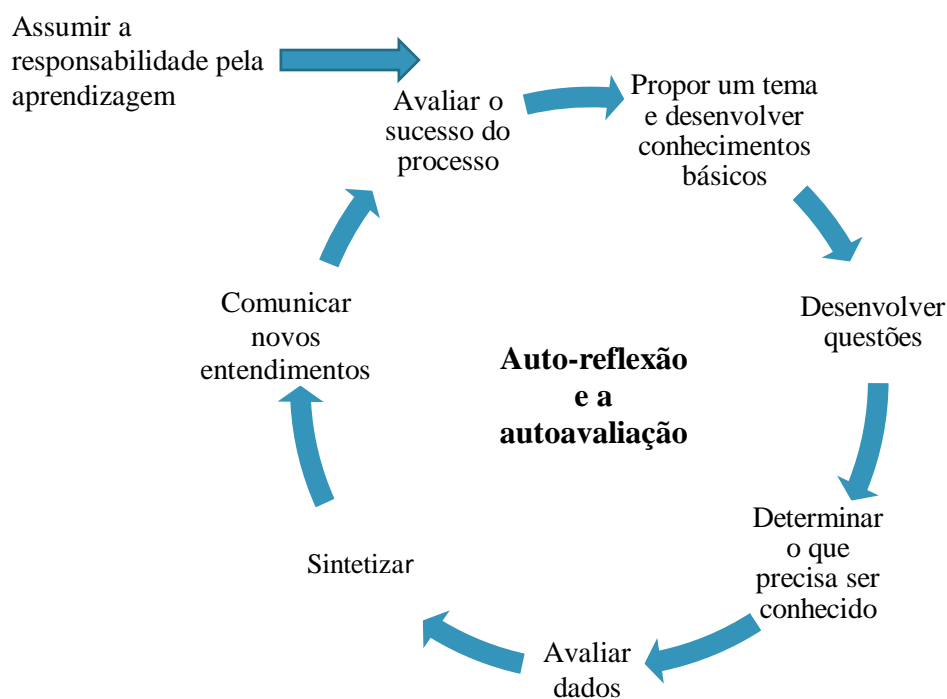 Assumir a
responsabilidade pela
aprendizagem
Avaliar o
sucesso do
processo
Propor um tema
e desenvolver
conhecimentos
básicos
Desenvolver
questões
Determinar
o que
precisa ser
conhecido
Avaliar
dados
Sintetizar
Comunicar
novos
entendimentos
Auto-reflexão
e a
autoavaliação